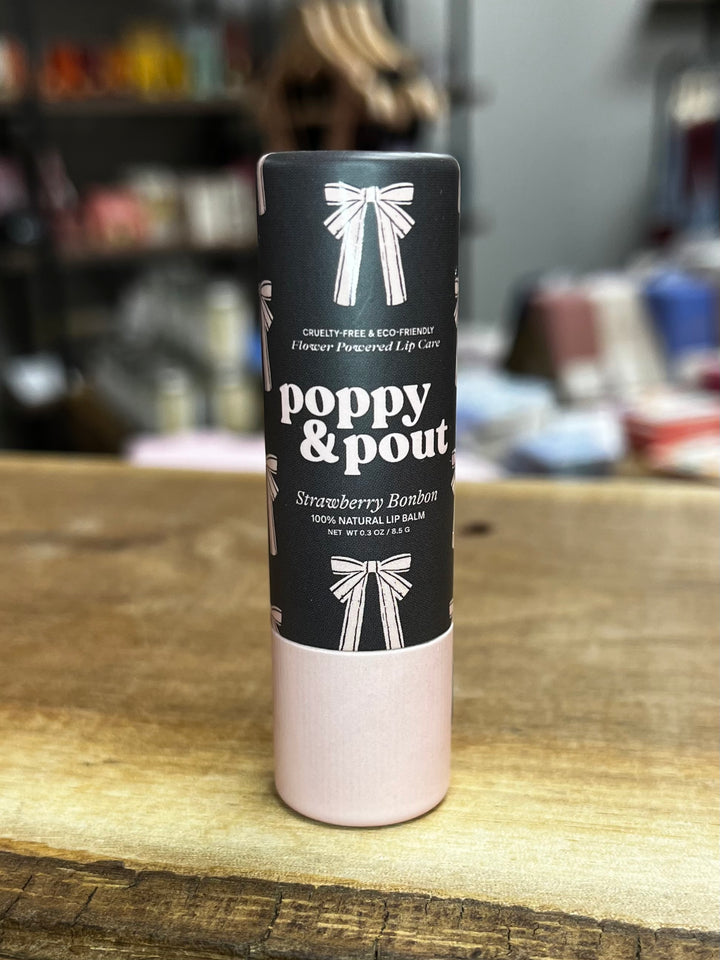 CRUELTY-FREE & ECO-FRIENDLY
Flower Powered Lip Care
poppy
&pout
Strawberry Bonbon
100% NATURAL LIP BALM
NET WT 0.3 OZ / 8.5 G